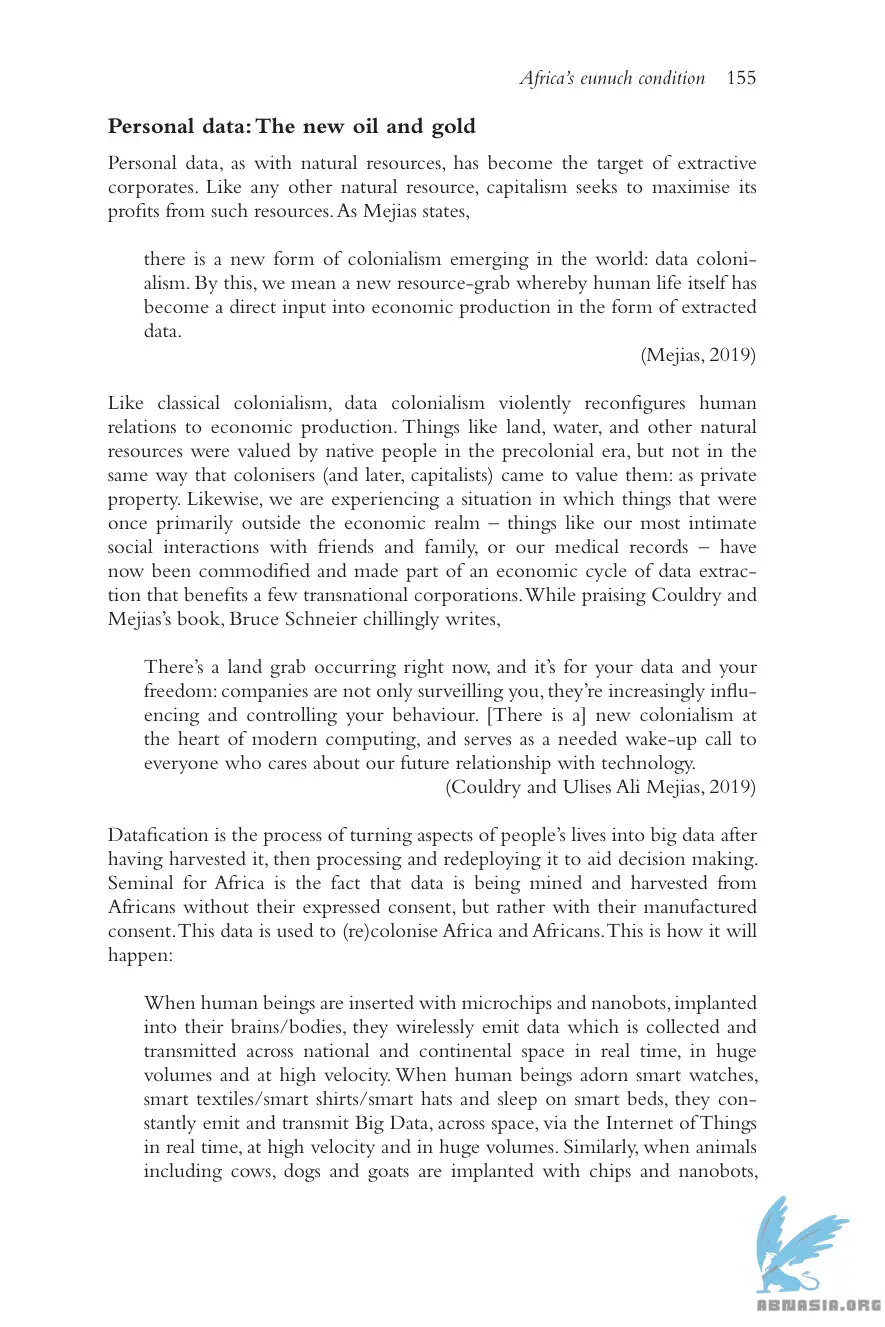 Africa’s eunuch condition 155
Personal data: The new oil and gold
Personal data, as with natural resources, has become the target of extractive
corporates. Like any other natural resource, capitalism seeks to maximise its
profits from such resources. As Mejias states,
there is a new form of colonialism emerging in the world: data coloni-
alism. By this, we mean a new resource-grab whereby human life itself has
become a direct input into economic production in the form of extracted
data.
(Mejias, 2019)
Like classical colonialism, data colonialism violently reconfigures human
relations to economic production. Things like land, water, and other natural
resources were valued by native people in the precolonial era, but not in the
same way that colonisers (and later, capitalists) came to value them: as private
property. Likewise, we are experiencing a situation in which things that were
once primarily outside the economic realm – things like our most intimate
social interactions with friends and family, or our medical records – have
now been commodified and made part of an economic cycle of data extrac-
tion that benefits a few transnational corporations. While praising Couldry and
Mejias’s book, Bruce Schneier chillingly writes,
There’s a land grab occurring right now, and it’s for your data and your
freedom: companies are not only surveilling you, they’re increasingly influ-
encing and controlling your behaviour. [There is a] new colonialism at
the heart of modern computing, and serves as a needed wake-up call to
everyone who cares about our future relationship with technology.
(Couldry and Ulises Ali Mejias, 2019)
Datafication is the process of turning aspects of people’s lives into big data after
having harvested it, then processing and redeploying it to aid decision making.
Seminal for Africa is the fact that data is being mined and harvested from
Africans without their expressed consent, but rather with their manufactured
consent. This data is used to (re)colonise Africa and Africans. This is how it will
happen:
When human beings are inserted with microchips and nanobots, implanted
into their brains/bodies, they wirelessly emit data which is collected and
transmitted across national and continental space in real time, in huge
volumes and at high velocity. When human beings adorn smart watches,
smart textiles/smart shirts/smart hats and sleep on smart beds, they con-
stantly emit and transmit Big Data, across space, via the Internet of Things
in real time, at high velocity and in huge volumes. Similarly, when animals
including cows, dogs and goats are implanted with chips and nanobots,
ABNASIA.ORG